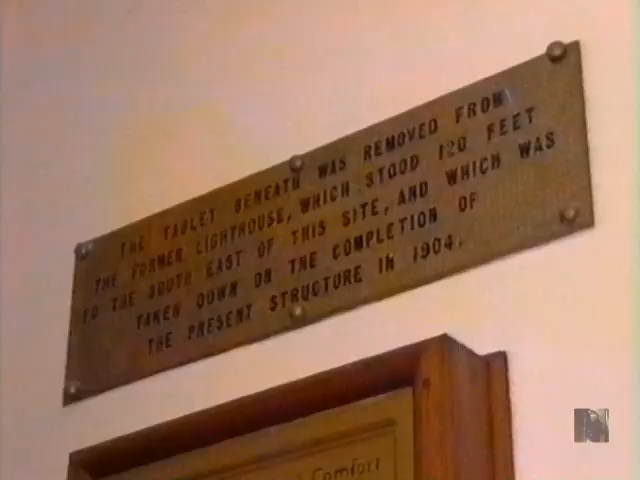 THE TABLET BENEATH WAS REMOVED FROM
THE FORMER LIGHTHOUSE, WHICH STOOD 120 FEET
TO THE SOUTH EAST OF THIS SITE, AND WHICH WAS
TAKEN DOWN ON THE COMPLETION OF
THE PRESENT STRUCTURE IN 1904.
Comfort
N